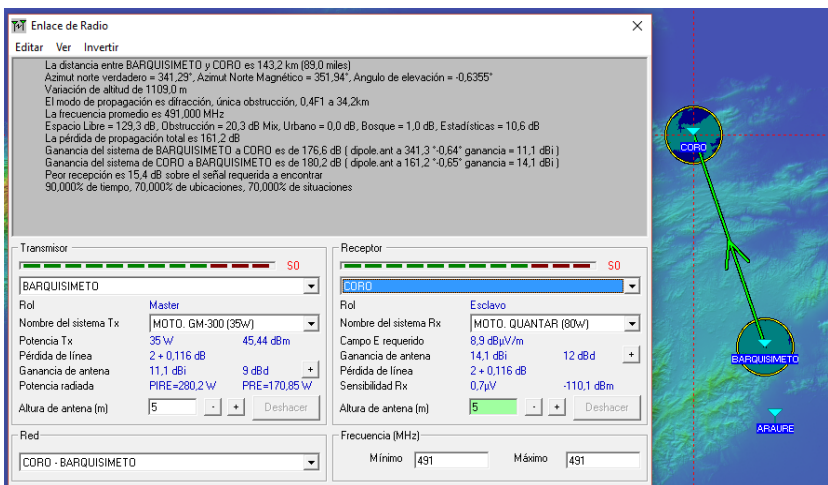 Enlace de Radio
Editar Ver Invertir
La distancia entre BARQUISIMETO y CORO es 143,2 km (89,0 miles)
Azimut norte verdadero = 341,29°, Azimut Norte Magnético = 351,94°, Angulo de elevación = -0,6355°
Variación de altitud de 1109,0 m
El modo de propagación es difracción, única obstrucción, 0,4F1 a 34,2km
La frecuencia promedio es 491,000 MHz
Espacio Libre = 129,3 dB, Obstrucción = 20,3 dB Mix, Urbano = 0,0 dB, Bosque = 1,0 dB, Estadísticas = 10,6 dB
La pérdida de propagación total es 161,2 dB
Ganancia del sistema de BARQUISIMETO a CORO es de 176,6 dB ( dipole.ant a 341,3 °-0,64° ganancia = 11,1 dBi )
Ganancia del sistema de CORO a BARQUISIMETO es de 180,2 dB ( dipole.ant a 161,2 °-0,65° ganancia = 14,1 dBi )
Peor recepción es 15,4 dB sobre el señal requerida a encontrar
90,000% de tiempo, 70,000% de ubicaciones, 70,000% de situaciones
Transmisor
S0
BARQUISIMETO
Rol Master
Nombre del sistema Tx MOTO. GM-300 (35W)
Potencia Tx 35 W 45,44 dBm
Pérdida de línea 2 + 0,116 dB
Ganancia de antena 11,1 dBi 9 dBd +
Potencia radiada PIRE=280,2 W PRE=170,85 W
Altura de antena (m) 5 - + Deshacer
Red
CORO - BARQUISIMETO
Receptor
S0
CORO
Rol Esclavo
Nombre del sistema Rx MOTO. QUANTAR (80W)
Campo E requerido 8,9 dBµV/m
Ganancia de antena 14,1 dBi 12 dBd +
Pérdida de línea 2 + 0,116 dB
Sensibilidad Rx 0,7µV -110,1 dBm
Altura de antena (m) 5 - + Deshacer
Frecuencia (MHz)
Mínimo 491 Máximo 491
CORO
BARQUISIMETO
ARAURE